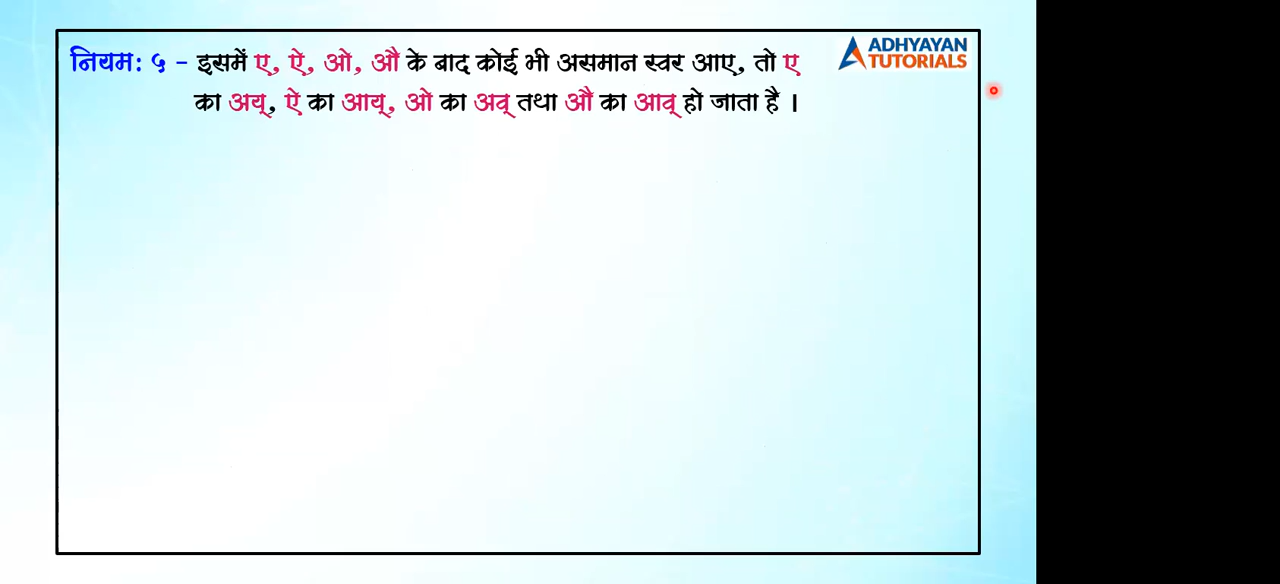 नियम: ५ - इसमें ए, ऐ, ओ, औ के बाद कोई भी असमान स्वर आए, तो ए
का अय्, ऐ का आय्, ओ का अव् तथा औ का आव् हो जाता है ।
ADHYAYAN
TUTORIALS